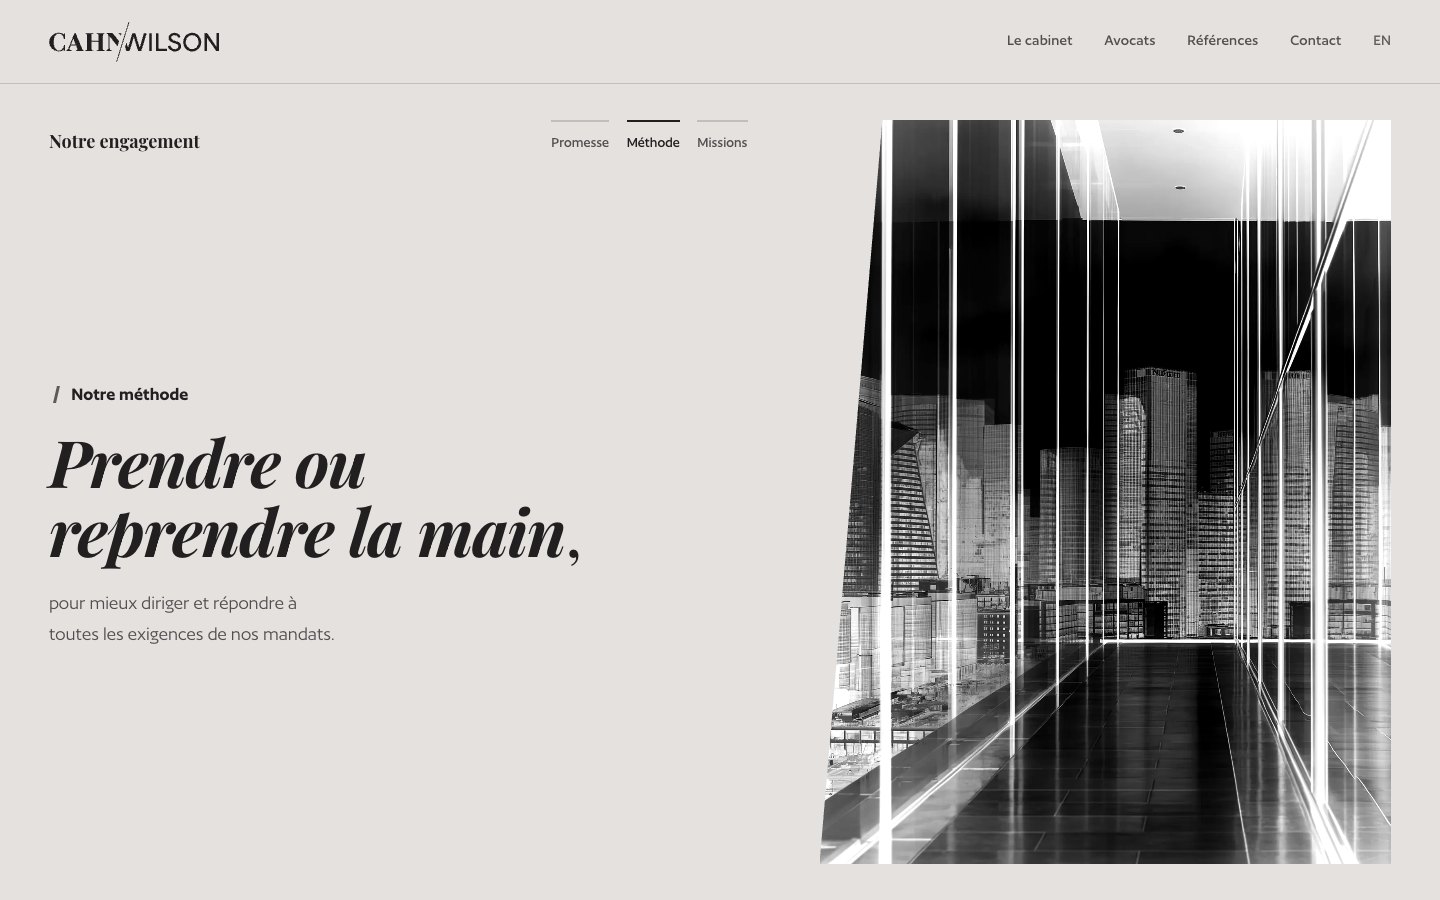 CAHN/WILSON
Le cabinet
Avocats
Références
Contact
EN
Notre engagement
Promesse
Méthode
Missions
/ Notre méthode
Prendre ou
reprendre la main,
pour mieux diriger et répondre à
toutes les exigences de nos mandats.